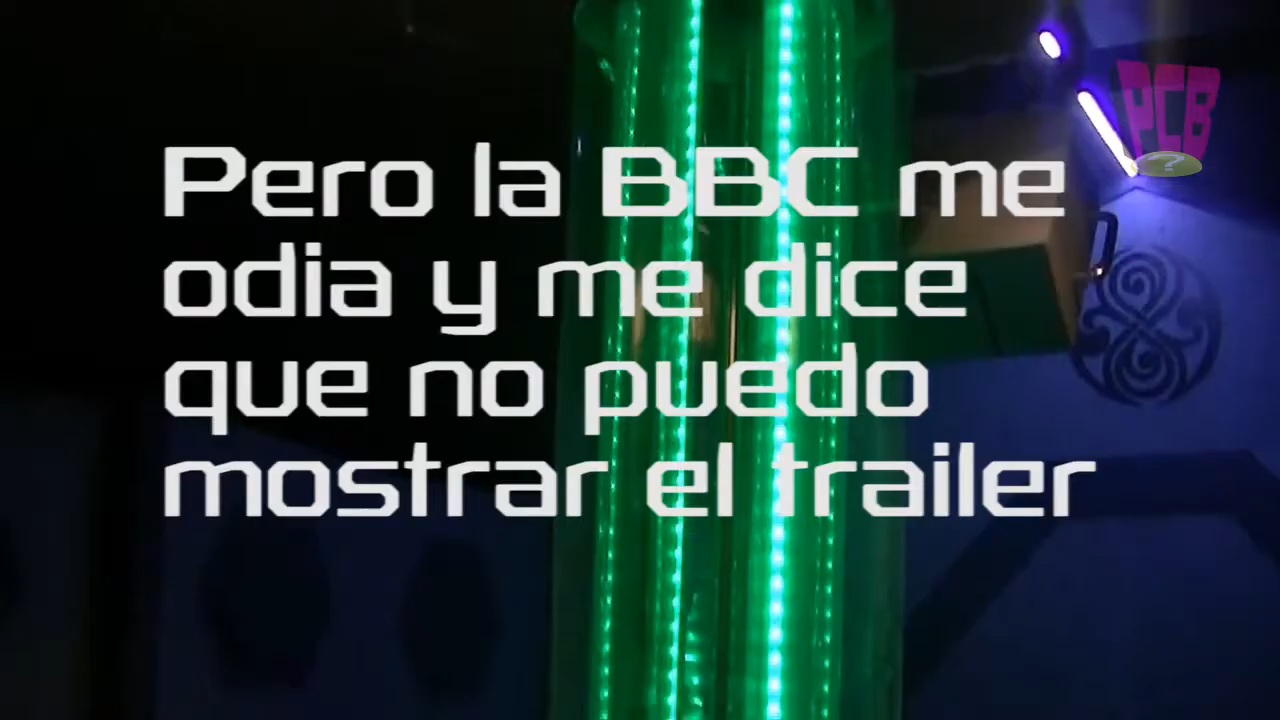 PCB
?
Pero la BBC me
odia y me dice
que no puedo
mostrar el trailer